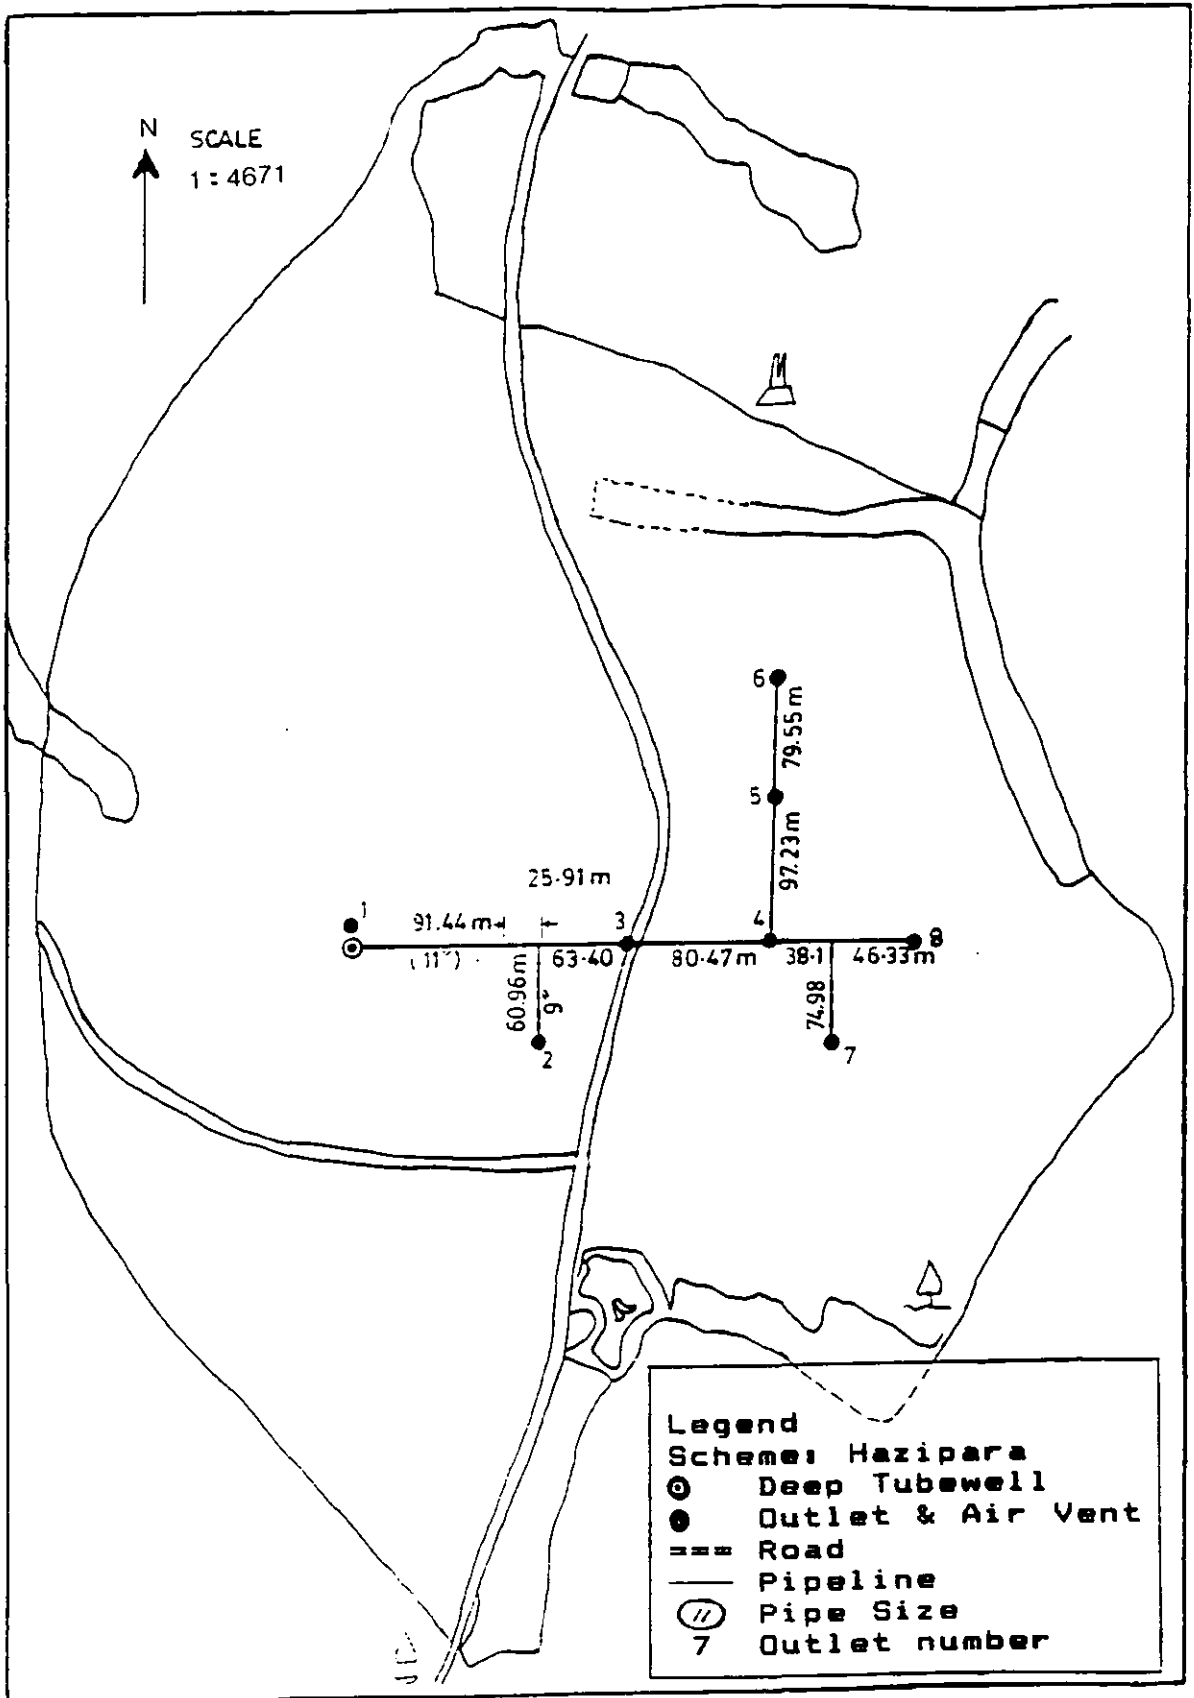 N SCALE
1:4671
6
79.55 m
5
97.23 m
25.91 m
1
91.44 m
3
4
8
(11")
63.40
80.47 m
38.1
46.33 m
60.96 m
9"
74.98
2
7
Legend
Scheme: Hazipara
Deep Tubewell
Outlet & Air Vent
Road
Pipeline
(11) Pipe Size
7 Outlet number